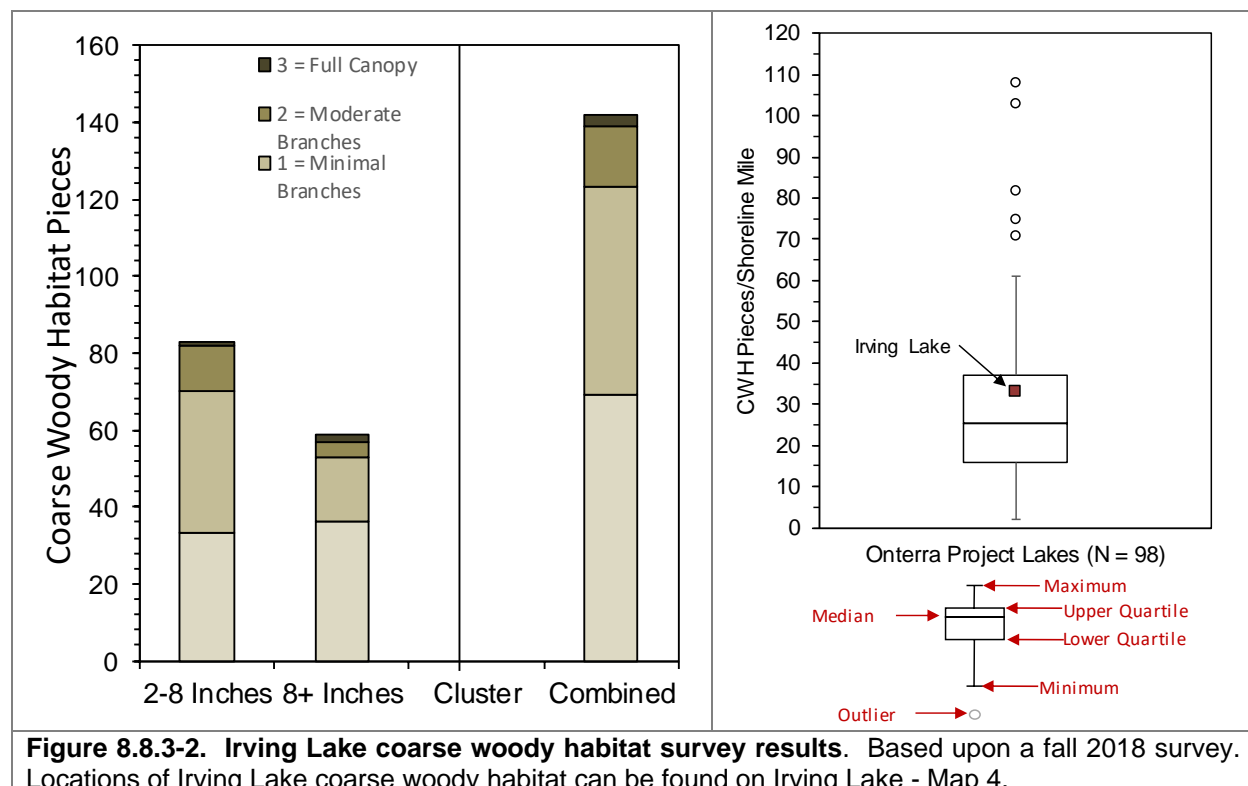 160
140
120
100
80
60
40
20
0
Coarse Woody Habitat Pieces
3 = Full Canopy
2 = Moderate
Branches
1 = Minimal
Branches
2-8 Inches 8+ Inches Cluster Combined
120
110
100
90
80
70
60
50
40
30
20
10
0
CWH Pieces/Shoreline Mile
Irving Lake
Onterra Project Lakes (N = 98)
Maximum
Median
Upper Quartile
Lower Quartile
Minimum
Outlier
Figure 8.8.3-2. Irving Lake coarse woody habitat survey results. Based upon a fall 2018 survey.
Locations of Irving Lake coarse woody habitat can be found on Irving Lake - Map 4.